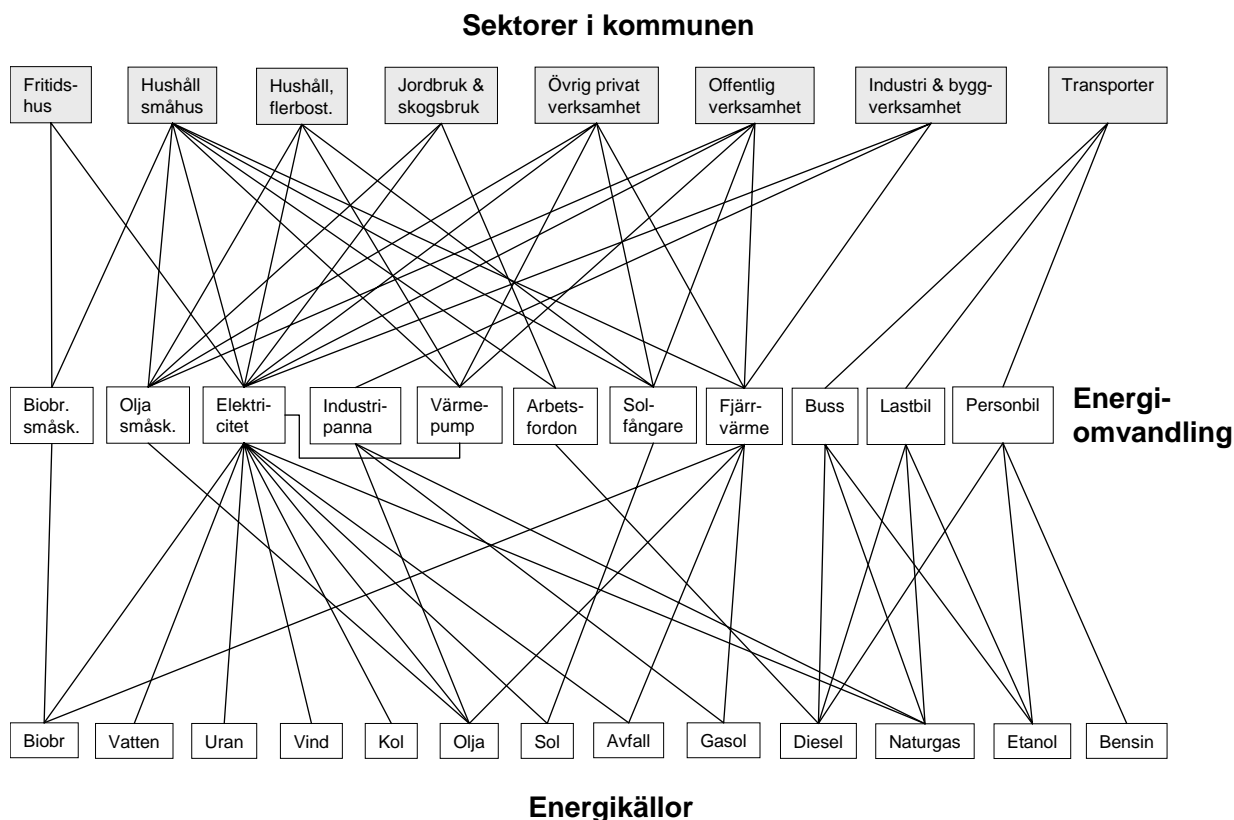 Sektorer i kommunen
Fritids-
hus
Hushåll
småhus
Hushåll,
flerbost.
Jordbruk &
skogsbruk
Övrig privat
verksamhet
Offentlig
verksamhet
Industri & bygg-
verksamhet
Transporter
Biobr.
småsk.
Olja
småsk.
Elektri-
citet
Industri-
panna
Värme-
pump
Arbets-
fordon
Sol-
fångare
Fjärr-
värme
Buss
Lastbil
Personbil
Energi-
omvandling
Biobr
Vatten
Uran
Vind
Kol
Olja
Sol
Avfall
Gasol
Diesel
Naturgas
Etanol
Bensin
Energikällor